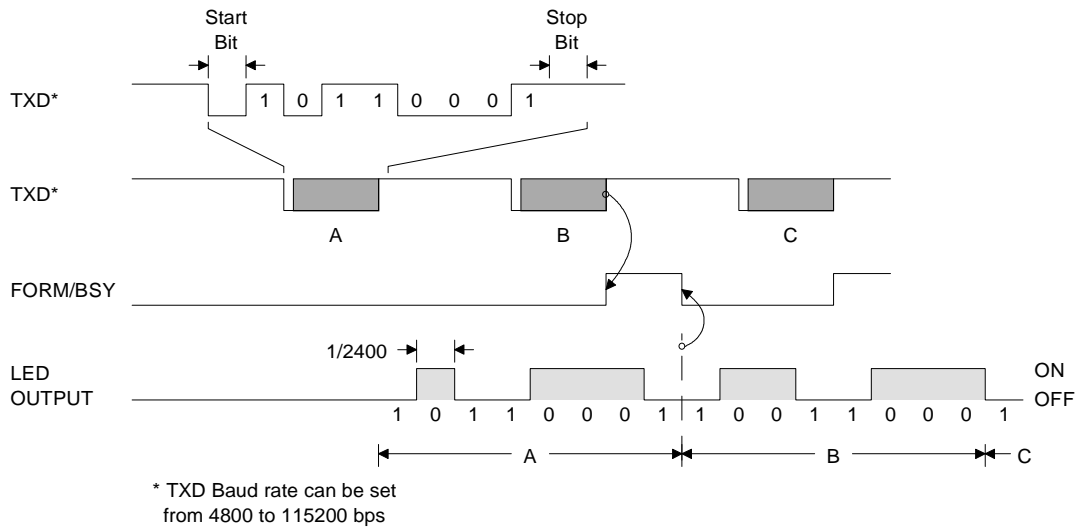 Start
Bit
Stop
Bit
TXD*
1 0 1 1 0 0 0 1
TXD*
A B C
FORM/BSY
1/2400
LED
OUTPUT
ON
OFF
1 0 1 1 0 0 0 1 1 0 0 1 1 0 0 0 1
A B C
* TXD Baud rate can be set
from 4800 to 115200 bps